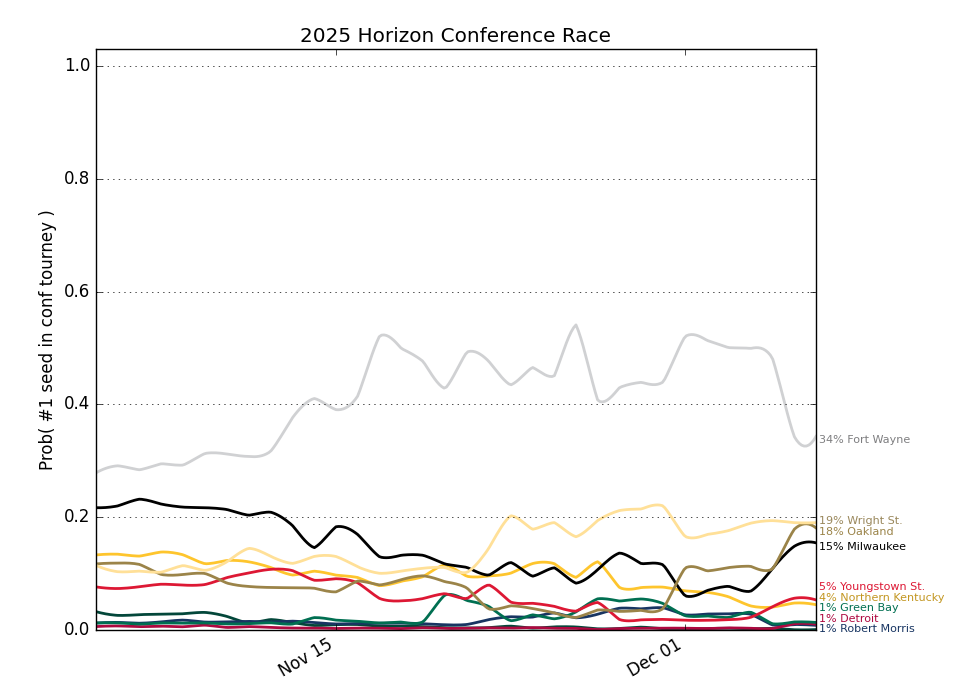 2025 Horizon Conference Race
Prob( #1 seed in conf tourney )
1.0
0.8
0.6
0.4
0.2
0.0
Nov 15
Dec 01
34% Fort Wayne
19% Wright St.
18% Oakland
15% Milwaukee
5% Youngstown St.
4% Northern Kentucky
1% Green Bay
1% Detroit
1% Robert Morris